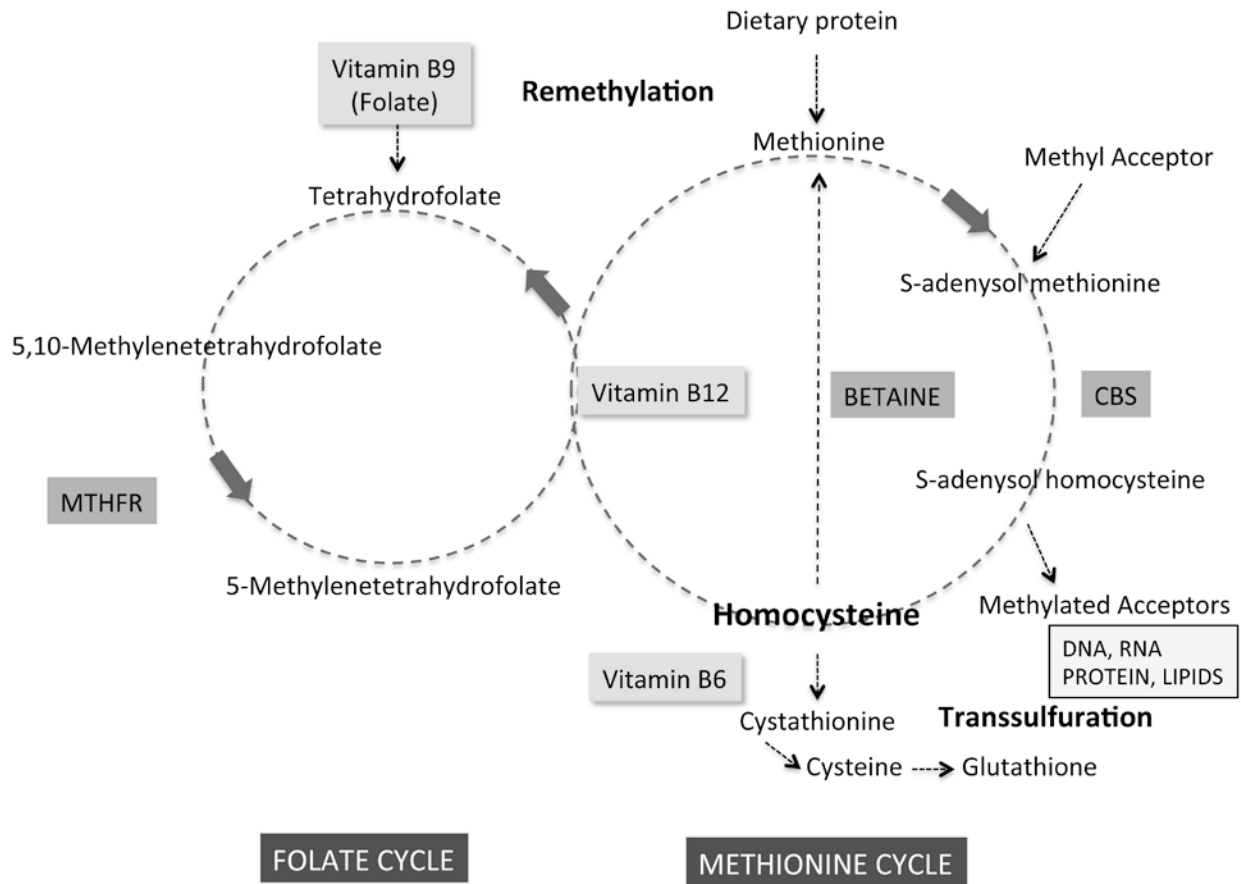 Dietary protein
Vitamin B9
(Folate)
Remethylation
Methionine
Methyl Acceptor
Tetrahydrofolate
S-adenysol methionine
5,10-Methylenetetrahydrofolate
Vitamin B12
BETAINE
CBS
S-adenysol homocysteine
MTHFR
5-Methylenetetrahydrofolate
Homocysteine
Methylated Acceptors
DNA, RNA
PROTEIN, LIPIDS
Vitamin B6
Cystathionine
Transsulfuration
Cysteine
Glutathione
FOLATE CYCLE
METHIONINE CYCLE